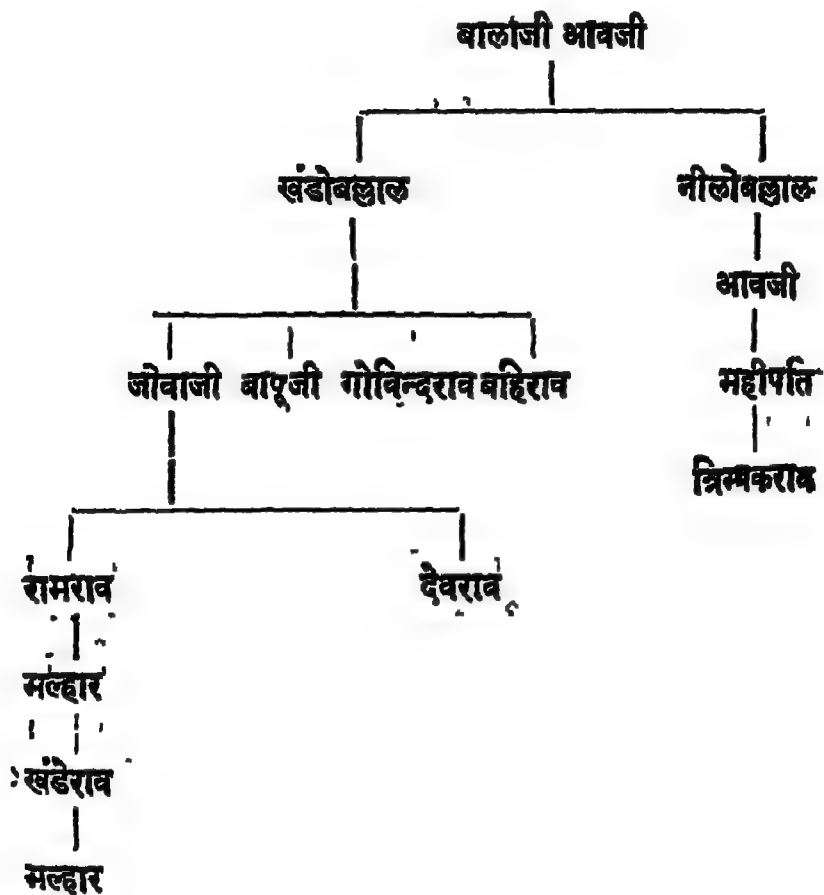 बालाजी आवजी
खंडोबल्लाल नीलोबल्लाल
आवजी
जोवाजी बापूजी गोविन्दराव बहिराव महीपति
त्रिम्बकराव
रामराव देवराव
मल्हार
खंडेराव
मल्हार